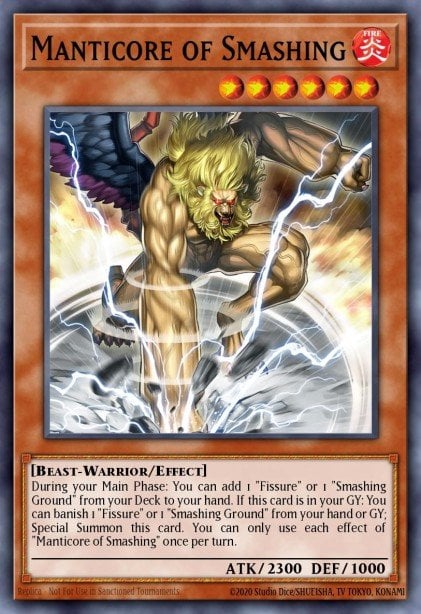 Manticore of Smashing
FIRE
炎
[Beast-Warrior/Effect]
During your Main Phase: You can add 1 "Fissure" or 1 "Smashing
Ground" from your Deck to your hand. If this card is in your GY: You
can banish 1 "Fissure" or 1 "Smashing Ground" from your hand or GY;
Special Summon this card. You can only use each effect of
"Manticore of Smashing" once per turn.
ATK/2300 DEF/1000
Replica - Not For Use in Sanctioned Tournaments
©2020 Studio Dice/SHUEISHA, TV TOKYO, KONAMI